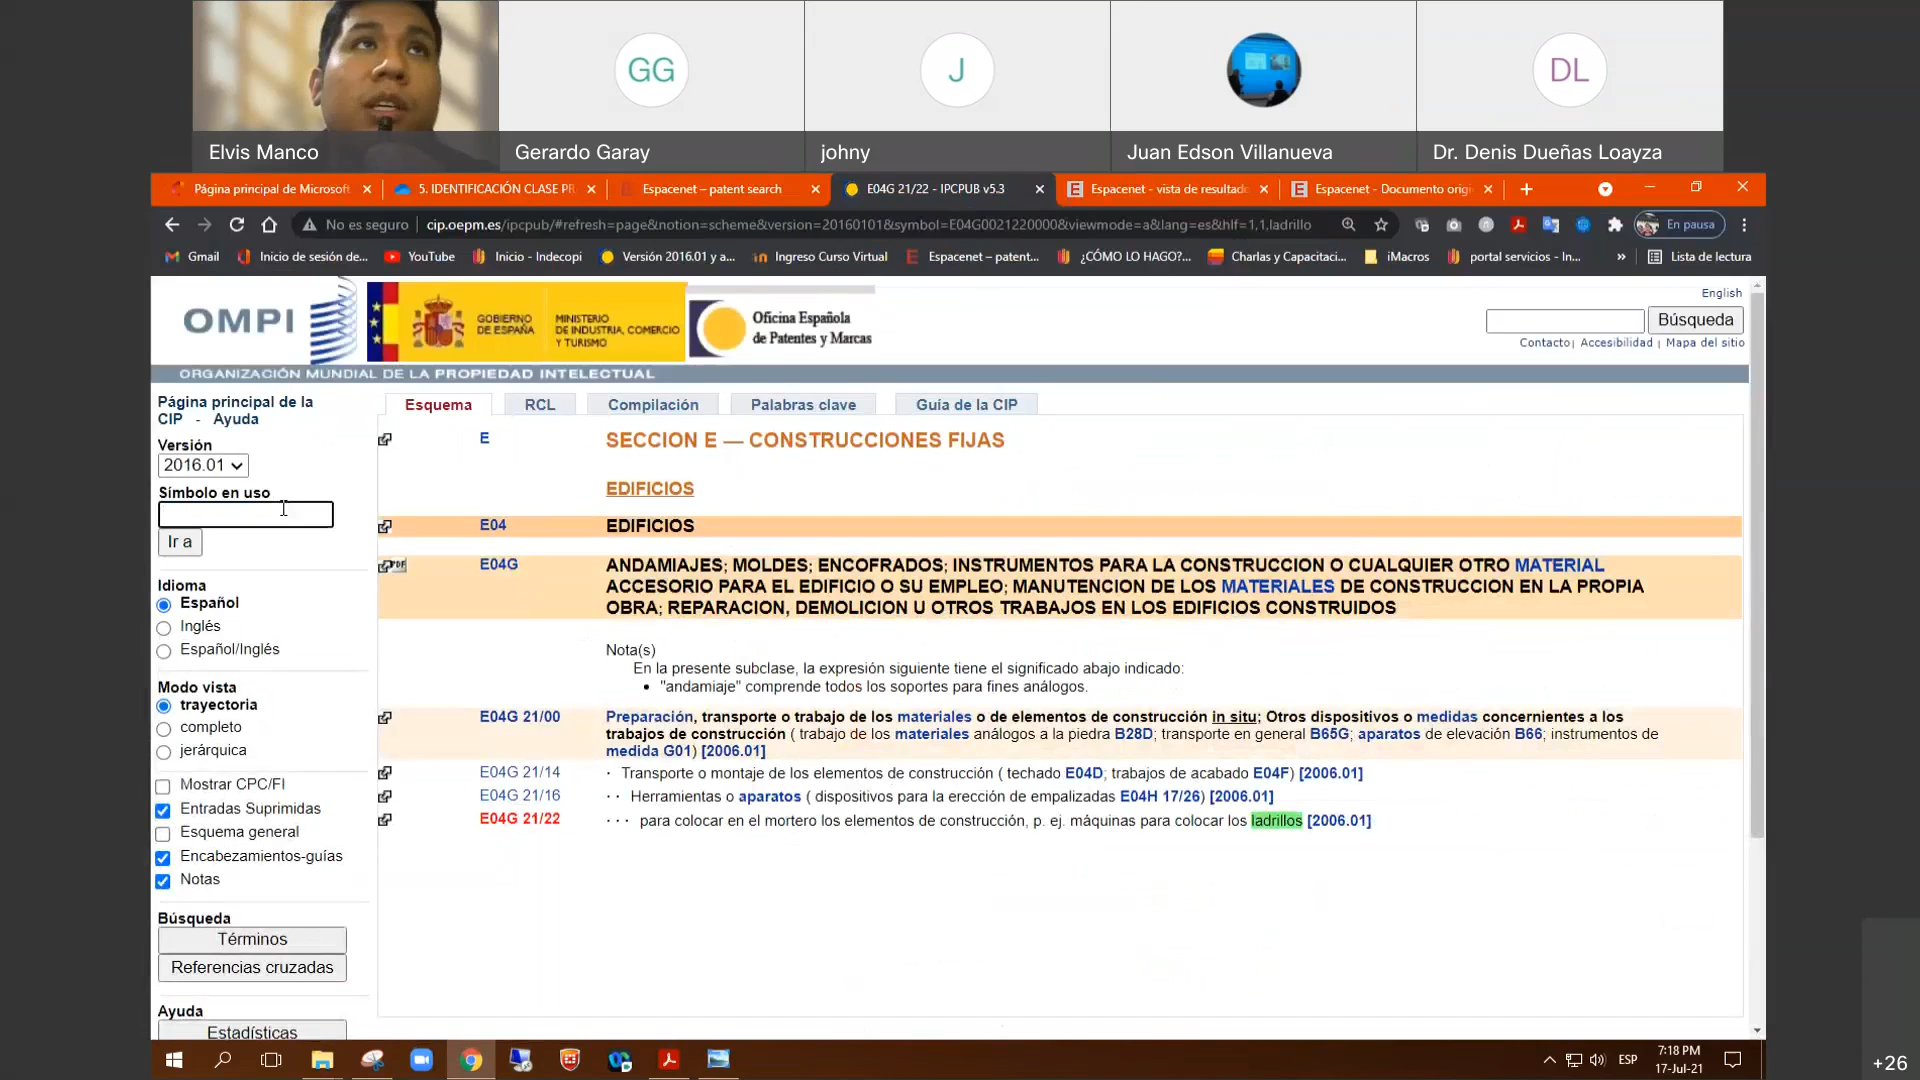 GG
J
DL
Elvis Manco
Gerardo Garay
johny
Juan Edson Villanueva
Dr. Denis Dueñas Loayza
Página principal de Microsoft
5. IDENTIFICACIÓN CLASE PR
Espacenet – patent search
E04G 21/22 - IPCPUB v5.3
Espacenet - vista de resultado
Espacenet - Documento orig
No es seguro
cip.oepm.es/ipcpub/#refresh=page&notion=scheme&version=20160101&symbol=E04G0021220000&viewmode=a&lang=es&hlf=1,1,ladrillo
En pausa
Gmail
Inicio de sesión de...
YouTube
Inicio - Indecopi
Versión 2016.01 y a...
Ingreso Curso Virtual
Espacenet – patent...
¿CÓMO LO HAGO?...
Charlas y Capacitaci...
iMacros
portal servicios - In...
»
Lista de lectura
OMPI
GOBIERNO
DE ESPAÑA
MINISTERIO
DE INDUSTRIA, COMERCIO
Y TURISMO
Oficina Española
de Patentes y Marcas
English
Búsqueda
Contacto| Accesibilidad | Mapa del sitio
ORGANIZACIÓN MUNDIAL DE LA PROPIEDAD INTELECTUAL
Página principal de la
CIP - Ayuda
Versión
2016.01
Símbolo en uso
Ir a
Idioma
Español
Inglés
Español/Inglés
Modo vista
trayectoria
completo
jerárquica
Mostrar CPC/FI
Entradas Suprimidas
Esquema general
Encabezamientos-guías
Notas
Búsqueda
Términos
Referencias cruzadas
Ayuda
Estadísticas
Esquema
RCL
Compilación
Palabras clave
Guía de la CIP
E SECCION E — CONSTRUCCIONES FIJAS
EDIFICIOS
E04 EDIFICIOS
PDF E04G ANDAMIAJES; MOLDES; ENCOFRADOS; INSTRUMENTOS PARA LA CONSTRUCCION O CUALQUIER OTRO MATERIAL
ACCESORIO PARA EL EDIFICIO O SU EMPLEO; MANUTENCION DE LOS MATERIALES DE CONSTRUCCION EN LA PROPIA
OBRA; REPARACION, DEMOLICION U OTROS TRABAJOS EN LOS EDIFICIOS CONSTRUIDOS
Nota(s)
En la presente subclase, la expresión siguiente tiene el significado abajo indicado:
• "andamiaje" comprende todos los soportes para fines análogos.
E04G 21/00 Preparación, transporte o trabajo de los materiales o de elementos de construcción in situ; Otros dispositivos o medidas concernientes a los
trabajos de construcción ( trabajo de los materiales análogos a la piedra B28D; transporte en general B65G; aparatos de elevación B66; instrumentos de
medida G01) [2006.01]
E04G 21/14 · Transporte o montaje de los elementos de construcción ( techado E04D; trabajos de acabado E04F) [2006.01]
E04G 21/16 · · Herramientas o aparatos ( dispositivos para la erección de empalizadas E04H 17/26) [2006.01]
E04G 21/22 · · · para colocar en el mortero los elementos de construcción, p. ej. máquinas para colocar los ladrillos [2006.01]
ESP
7:18 PM
17-Jul-21
+26